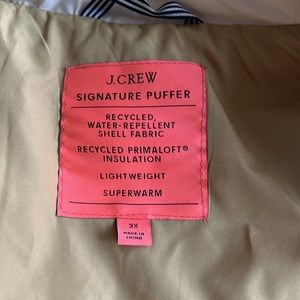 J.CREW
SIGNATURE PUFFER
RECYCLED,
WATER-REPELLENT
SHELL FABRIC
RECYCLED PRIMALOFT®
INSULATION
LIGHTWEIGHT
SUPERWARM
3X
MADE IN
CHINA